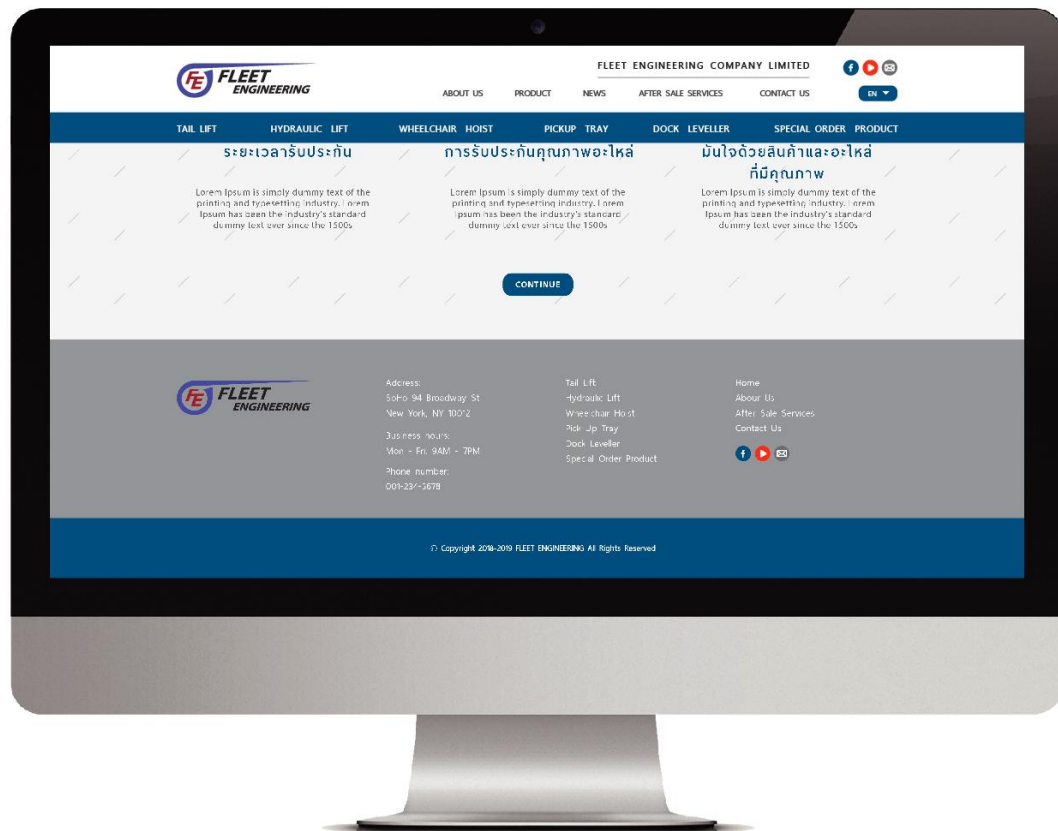 FLEET
ENGINEERING
FLEET ENGINEERING COMPANY LIMITED
ABOUT US PRODUCT NEWS AFTER SALE SERVICES CONTACT US EN
TAIL LIFT HYDRAULIC LIFT WHEELCHAIR HOIST PICKUP TRAY DOCK LEVELLER SPECIAL ORDER PRODUCT
ระยะเวลารับประกัน
Lorem Ipsum is simply dummy text of the
printing and typesetting industry. Lorem
Ipsum has been the industry's standard
dummy text ever since the 1500s
การรับประกันคุณภาพอะไหล่
Lorem Ipsum is simply dummy text of the
printing and typesetting industry. Lorem
Ipsum has been the industry's standard
dummy text ever since the 1500s
มั่นใจด้วยสินค้าและอะไหล่
ที่มีคุณภาพ
Lorem Ipsum is simply dummy text of the
printing and typesetting industry. Lorem
Ipsum has been the industry's standard
dummy text ever since the 1500s
CONTINUE
FLEET
ENGINEERING
Address:
SoHo 94 Broadway St
New York, NY 10012
Business hours:
Mon - Fri, 9AM - 7PM
Phone number:
001-234-5678
Tail Lift
Hydraulic Lift
Wheelchair Hoist
Pick Up Tray
Dock Leveller
Special Order Product
Home
Abour Us
After Sale Services
Contact Us
© Copyright 2018-2019 FLEET ENGINEERING All Rights Reserved